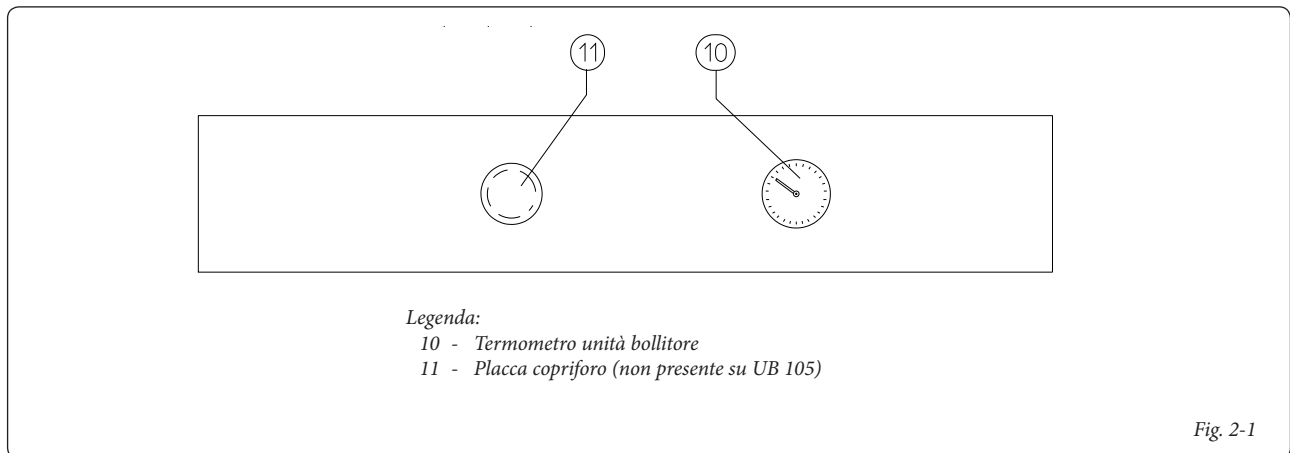 11 10
Legenda:
10 - Termometro unità bollitore
11 - Placca copriforo (non presente su UB 105)
Fig. 2-1